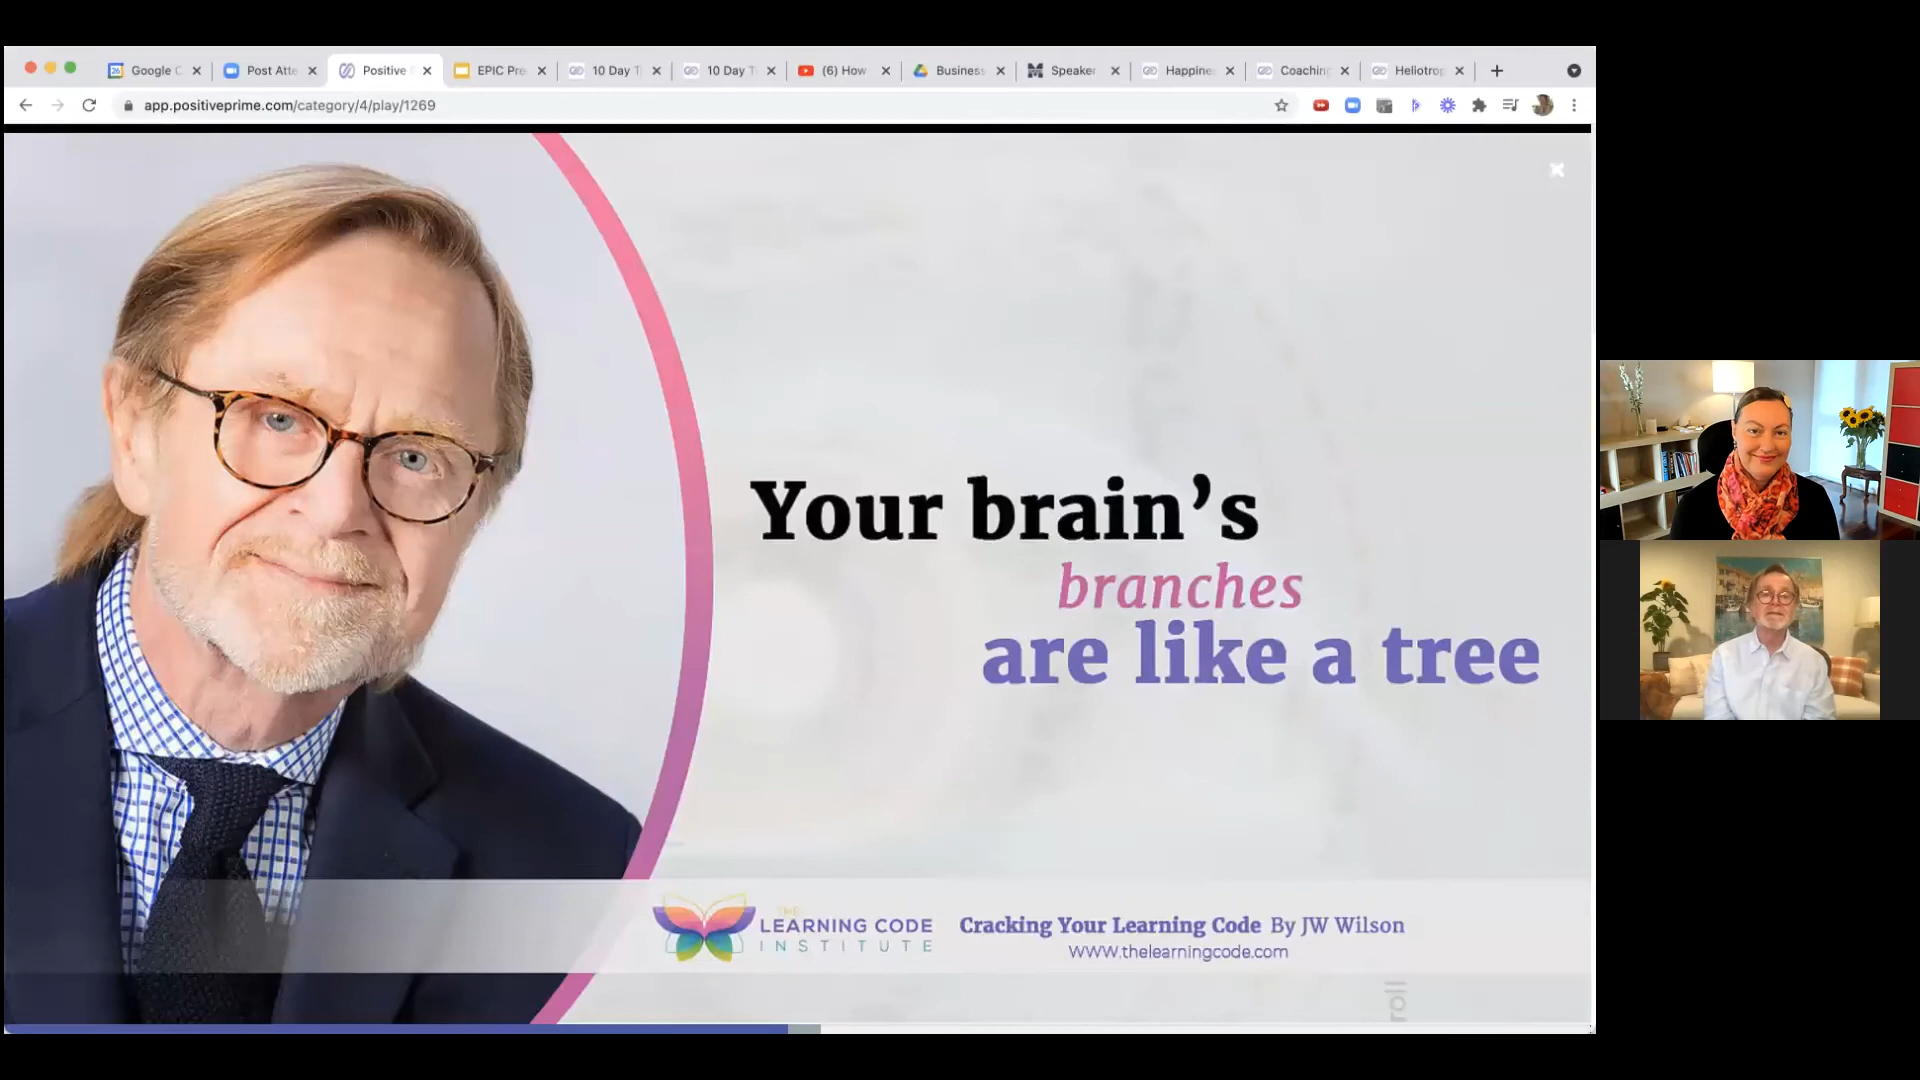 Google C
Post Atte
Positive
EPIC Pre
10 Day T
10 Day T
(6) How
Business
Speaker
Happine
Coaching
Heliotrop
app.positiveprime.com/category/4/play/1269
Your brain's
branches
are like a tree
THE
LEARNING CODE
INSTITUTE
Cracking Your Learning Code By JW Wilson
WWW.thelearningcode.com
roll